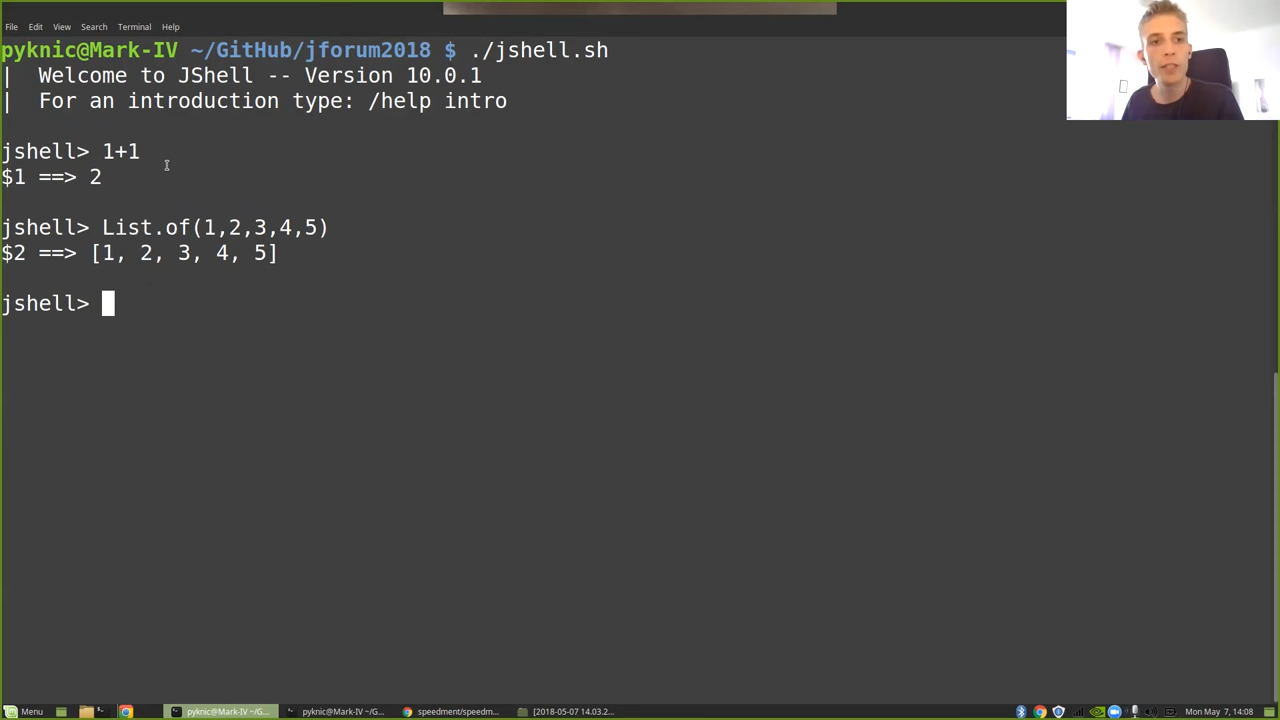 File Edit View Search Terminal Help
pyknic@Mark-IV ~/GitHub/jforum2018 $ ./jshell.sh
| Welcome to JShell -- Version 10.0.1
| For an introduction type: /help intro
jshell> 1+1
$1 ==> 2
jshell> List.of(1,2,3,4,5)
$2 ==> [1, 2, 3, 4, 5]
jshell>
Menu pyknic@Mark-IV ~/G... pyknic@Mark-IV ~/G... speedment/speedm... [2018-05-07 14.03.2... Mon May 7, 14:08